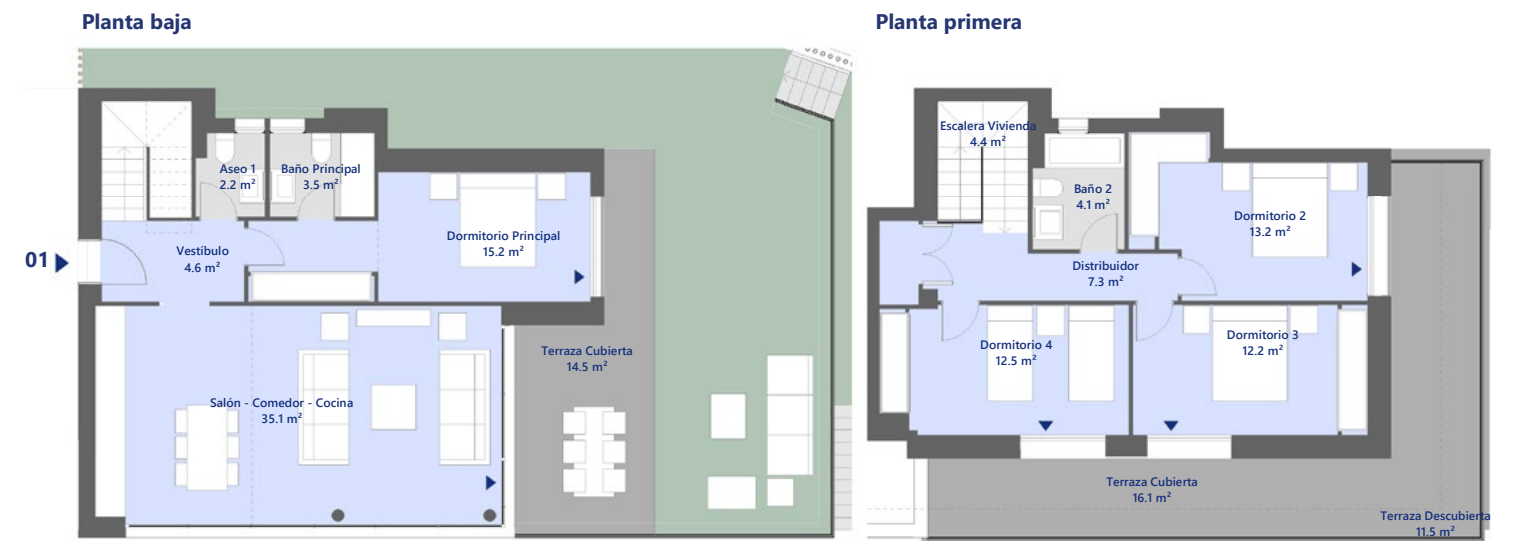 Planta baja
Planta primera
Aseo 1
2.2 m²
Baño Principal
3.5 m²
Vestíbulo
4.6 m²
Dormitorio Principal
15.2 m²
01
Terraza Cubierta
14.5 m²
Salón - Comedor - Cocina
35.1 m²
Escalera Vivienda
4.4 m²
Baño 2
4.1 m²
Dormitorio 2
13.2 m²
Distribuidor
7.3 m²
Dormitorio 4
12.5 m²
Dormitorio 3
12.2 m²
Terraza Cubierta
16.1 m²
Terraza Descubierta
11.5 m²